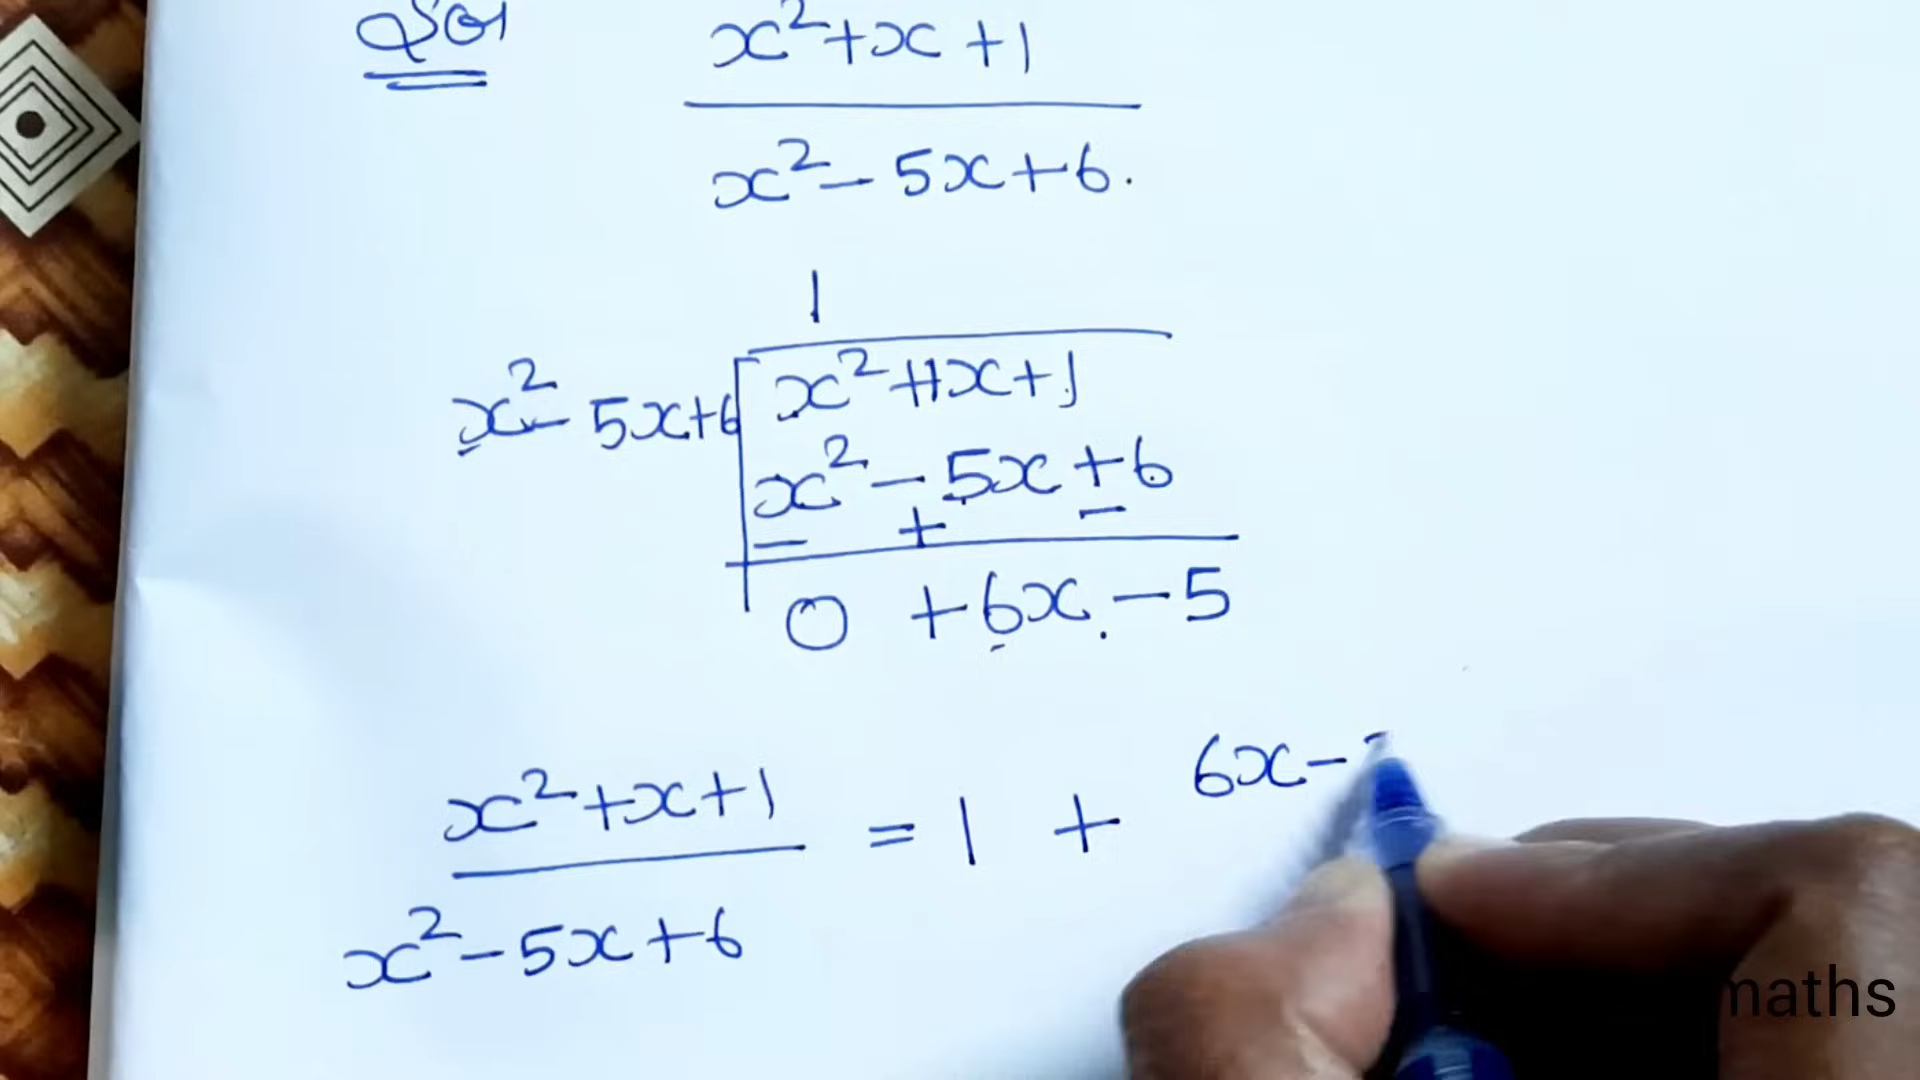 Sol
x²+x+1
x²-5x+6.
1
x²-5x+6
x²+1x+1
x²-5x+6
- + -
0 +6x-5
x²+x+1
= 1 + 6x-
x²-5x+6
maths